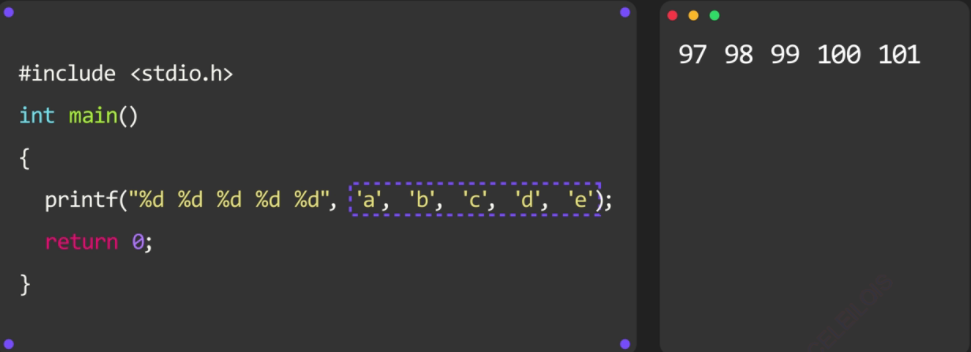 #include <stdio.h>
int main()
{
printf("%d %d %d %d %d", 'a', 'b', 'c', 'd', 'e');
return 0;
}
97 98 99 100 101